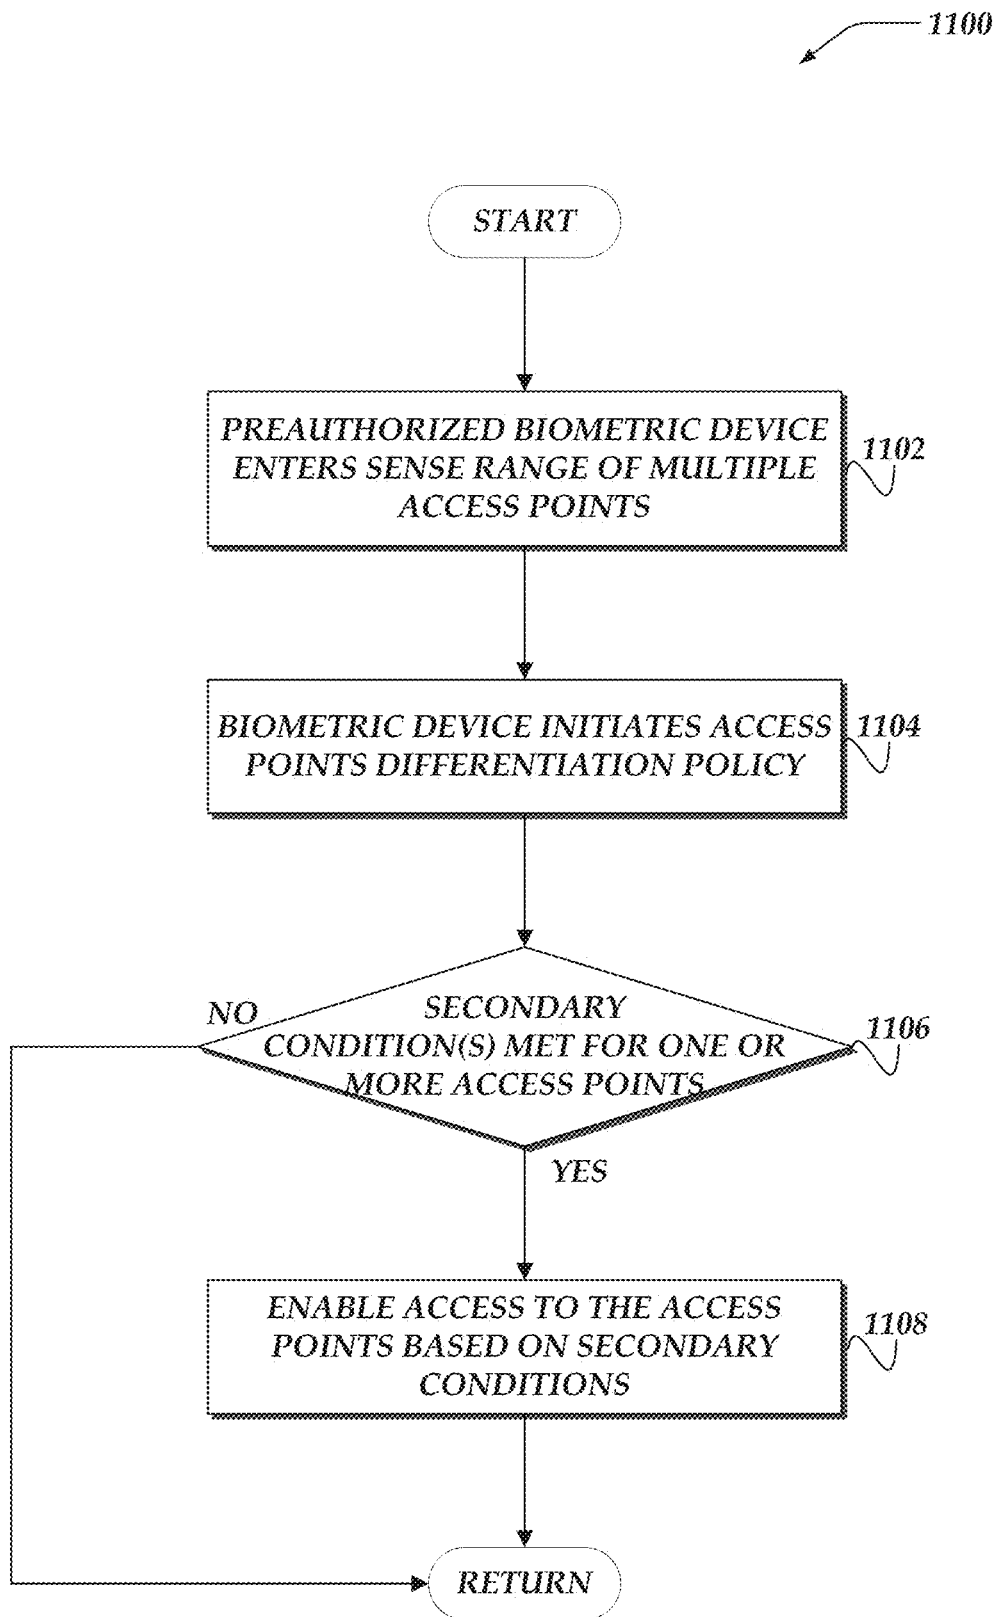 1100
START
PREAUTHORIZED BIOMETRIC DEVICE
ENTERS SENSE RANGE OF MULTIPLE
ACCESS POINTS
1102
BIOMETRIC DEVICE INITIATES ACCESS
POINTS DIFFERENTIATION POLICY
1104
NO
SECONDARY
CONDITION(S) MET FOR ONE OR
MORE ACCESS POINTS
1106
YES
ENABLE ACCESS TO THE ACCESS
POINTS BASED ON SECONDARY
CONDITIONS
1108
RETURN